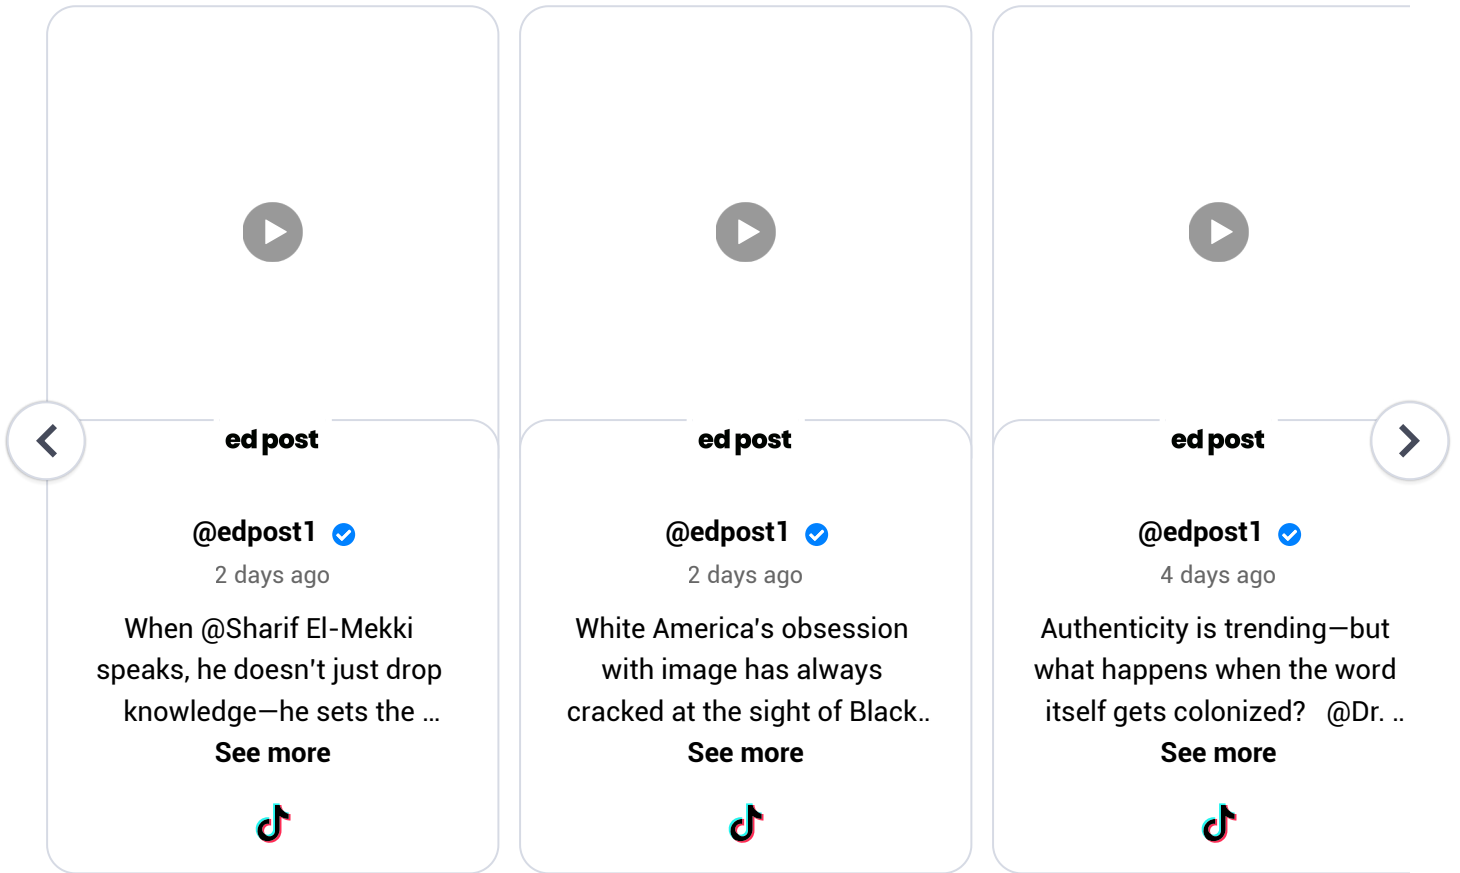 ed post
@edpost1
2 days ago
When @Sharif El-Mekki
speaks, he doesn't just drop
knowledge—he sets the ...
See more
ed post
@edpost1
2 days ago
White America's obsession
with image has always
cracked at the sight of Black..
See more
ed post
@edpost1
4 days ago
Authenticity is trending—but
what happens when the word
itself gets colonized? @Dr. ..
See more